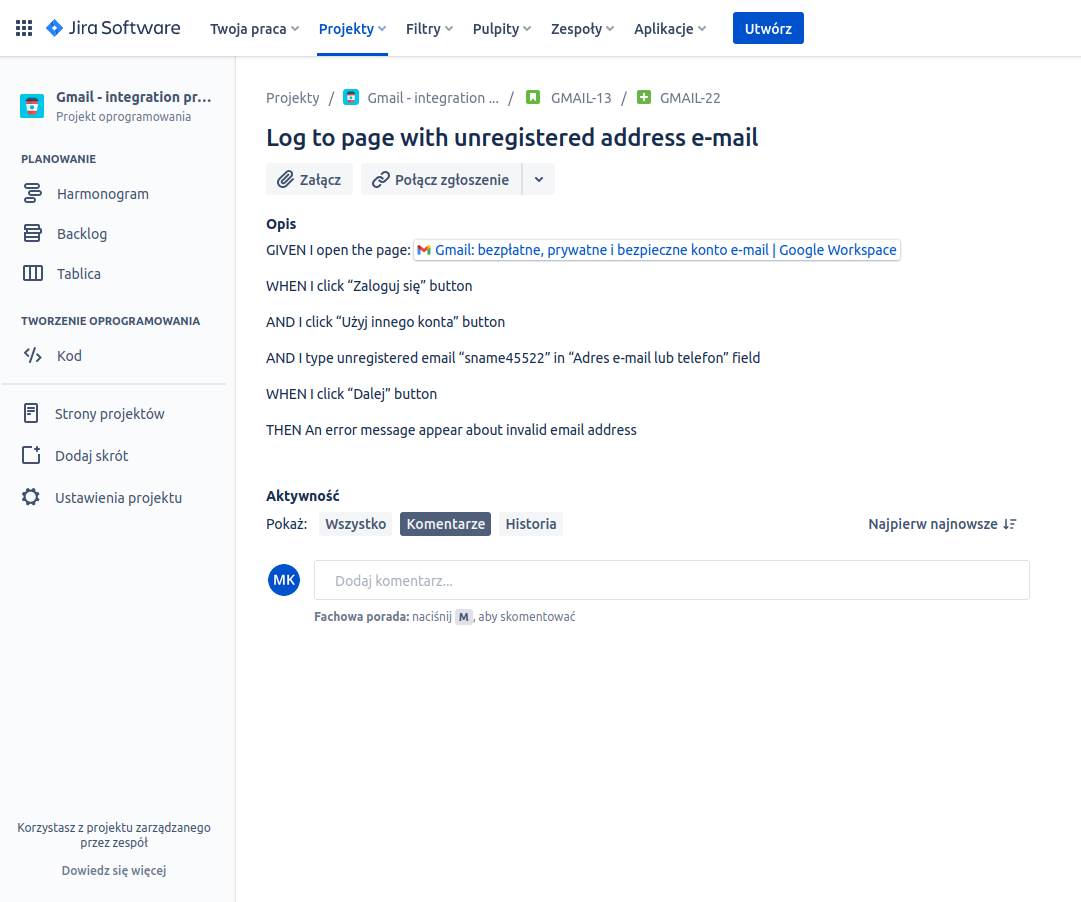 Jira Software
Twoja praca
Projekty
Filtry
Pulpity
Zespoły
Aplikacje
Utwórz
Gmail - integration pr...
Projekt oprogramowania
PLANOWANIE
Harmonogram
Backlog
Tablica
TWORZENIE OPROGRAMOWANIA
Kod
Strony projektów
Dodaj skrót
Ustawienia projektu
Korzystasz z projektu zarządzanego
przez zespół
Dowiedz się więcej
Projekty / Gmail - integration ... / GMAIL-13 / GMAIL-22
Log to page with unregistered address e-mail
Załącz
Połącz zgłoszenie
Opis
GIVEN I open the page: Gmail: bezpłatne, prywatne i bezpieczne konto e-mail | Google Workspace
WHEN I click “Zaloguj się” button
AND I click “Użyj innego konta” button
AND I type unregistered email “sname45522” in “Adres e-mail lub telefon” field
WHEN I click “Dalej” button
THEN An error message appear about invalid email address
Aktywność
Pokaż: Wszystko Komentarze Historia
Najpierw najnowsze
MK
Dodaj komentarz...
Fachowa porada: naciśnij M, aby skomentować